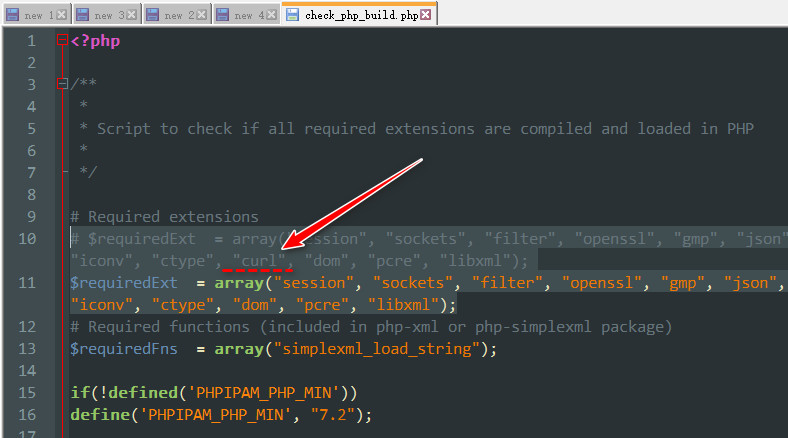 new 1 new 3 new 2 new 4 check_php_build.php
1 <?php
2
3 /**
4 *
5 * Script to check if all required extensions are compiled and loaded in PHP
6 *
7 */
8
9 # Required extensions
10 # $requiredExt = array("session", "sockets", "filter", "openssl", "gmp", "json"
"iconv", "ctype", "curl", "dom", "pcre", "libxml");
11 $requiredExt = array("session", "sockets", "filter", "openssl", "gmp", "json",
"iconv", "ctype", "dom", "pcre", "libxml");
12 # Required functions (included in php-xml or php-simplexml package)
13 $requiredFns = array("simplexml_load_string");
14
15 if(!defined('PHPIPAM_PHP_MIN'))
16 define('PHPIPAM_PHP_MIN', "7.2");